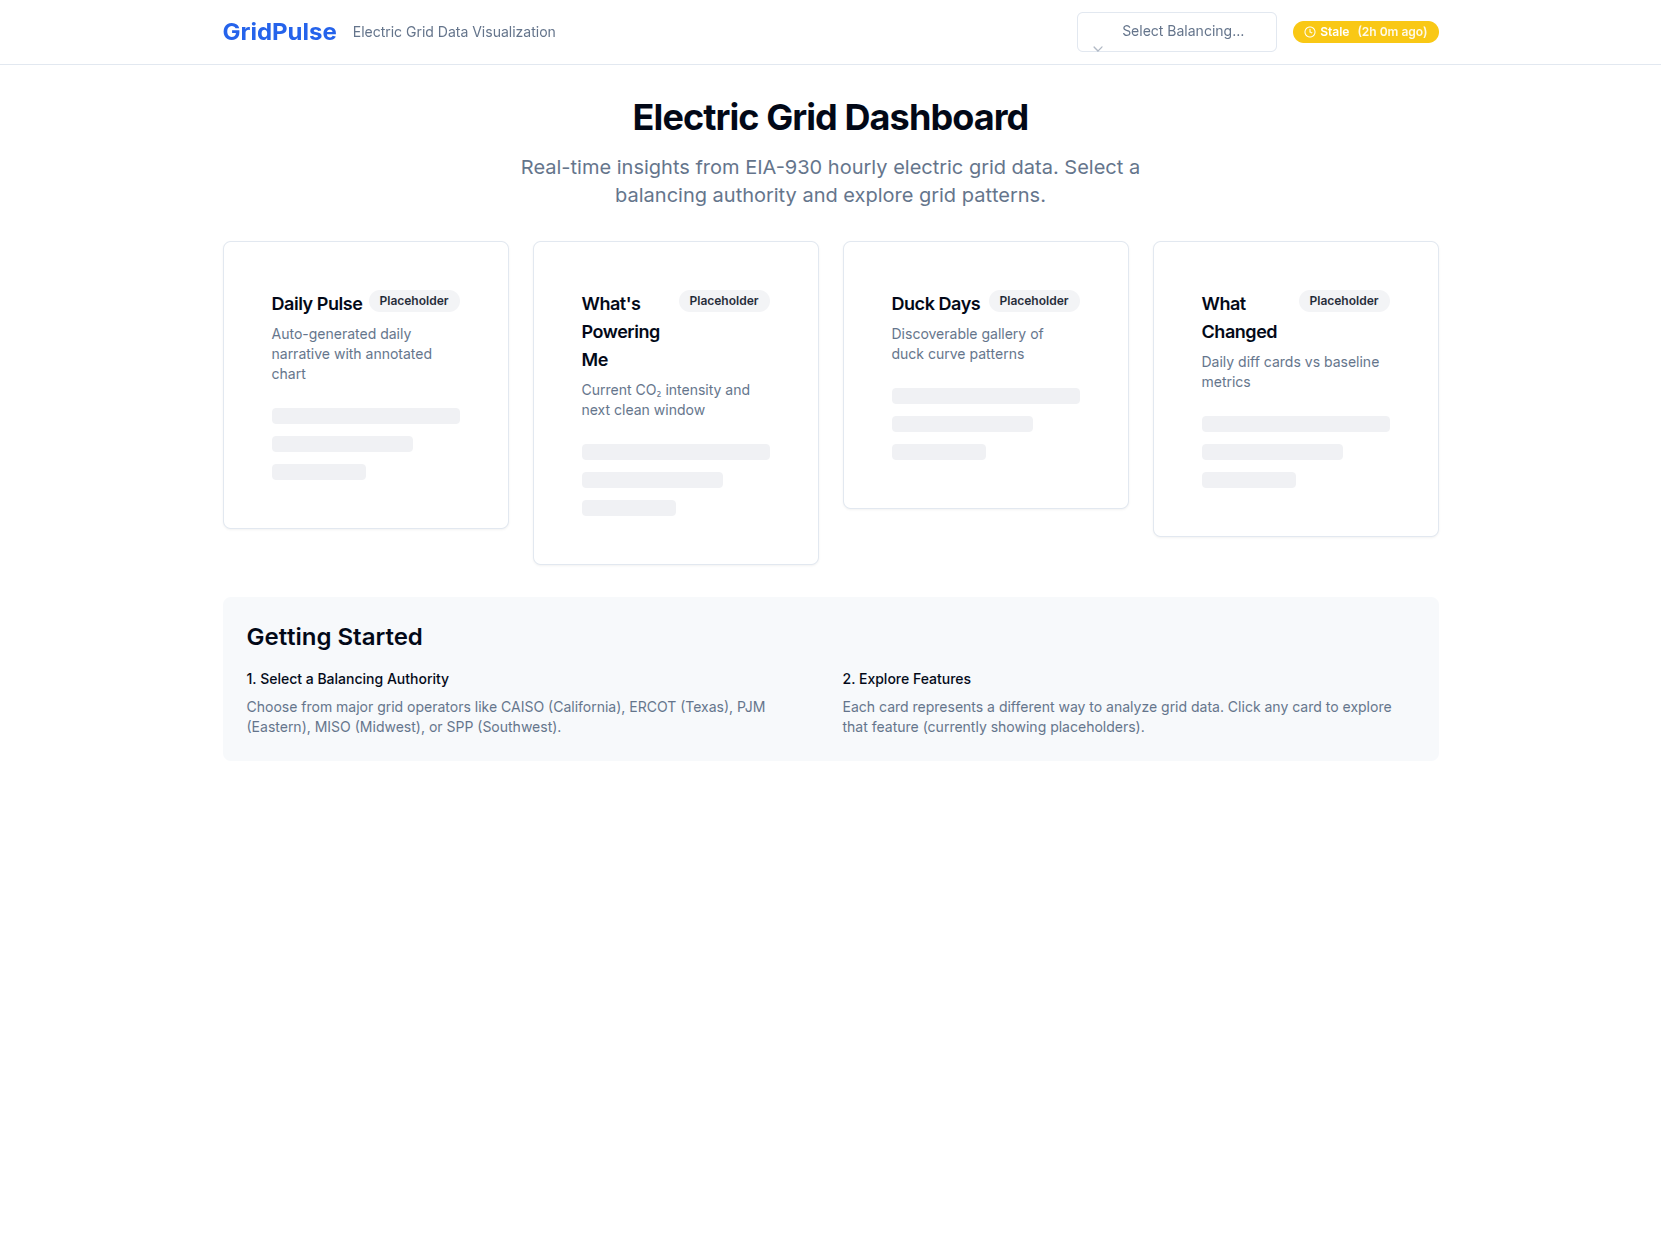 GridPulse
Electric Grid Data Visualization
Select Balancing...
Stale (2h 0m ago)
Electric Grid Dashboard
Real-time insights from EIA-930 hourly electric grid data. Select a
balancing authority and explore grid patterns.
Daily Pulse
Placeholder
Auto-generated daily
narrative with annotated
chart
What's
Powering
Me
Placeholder
Current CO₂ intensity and
next clean window
Duck Days
Placeholder
Discoverable gallery of
duck curve patterns
What
Changed
Placeholder
Daily diff cards vs baseline
metrics
Getting Started
1. Select a Balancing Authority
Choose from major grid operators like CAISO (California), ERCOT (Texas), PJM
(Eastern), MISO (Midwest), or SPP (Southwest).
2. Explore Features
Each card represents a different way to analyze grid data. Click any card to explore
that feature (currently showing placeholders).